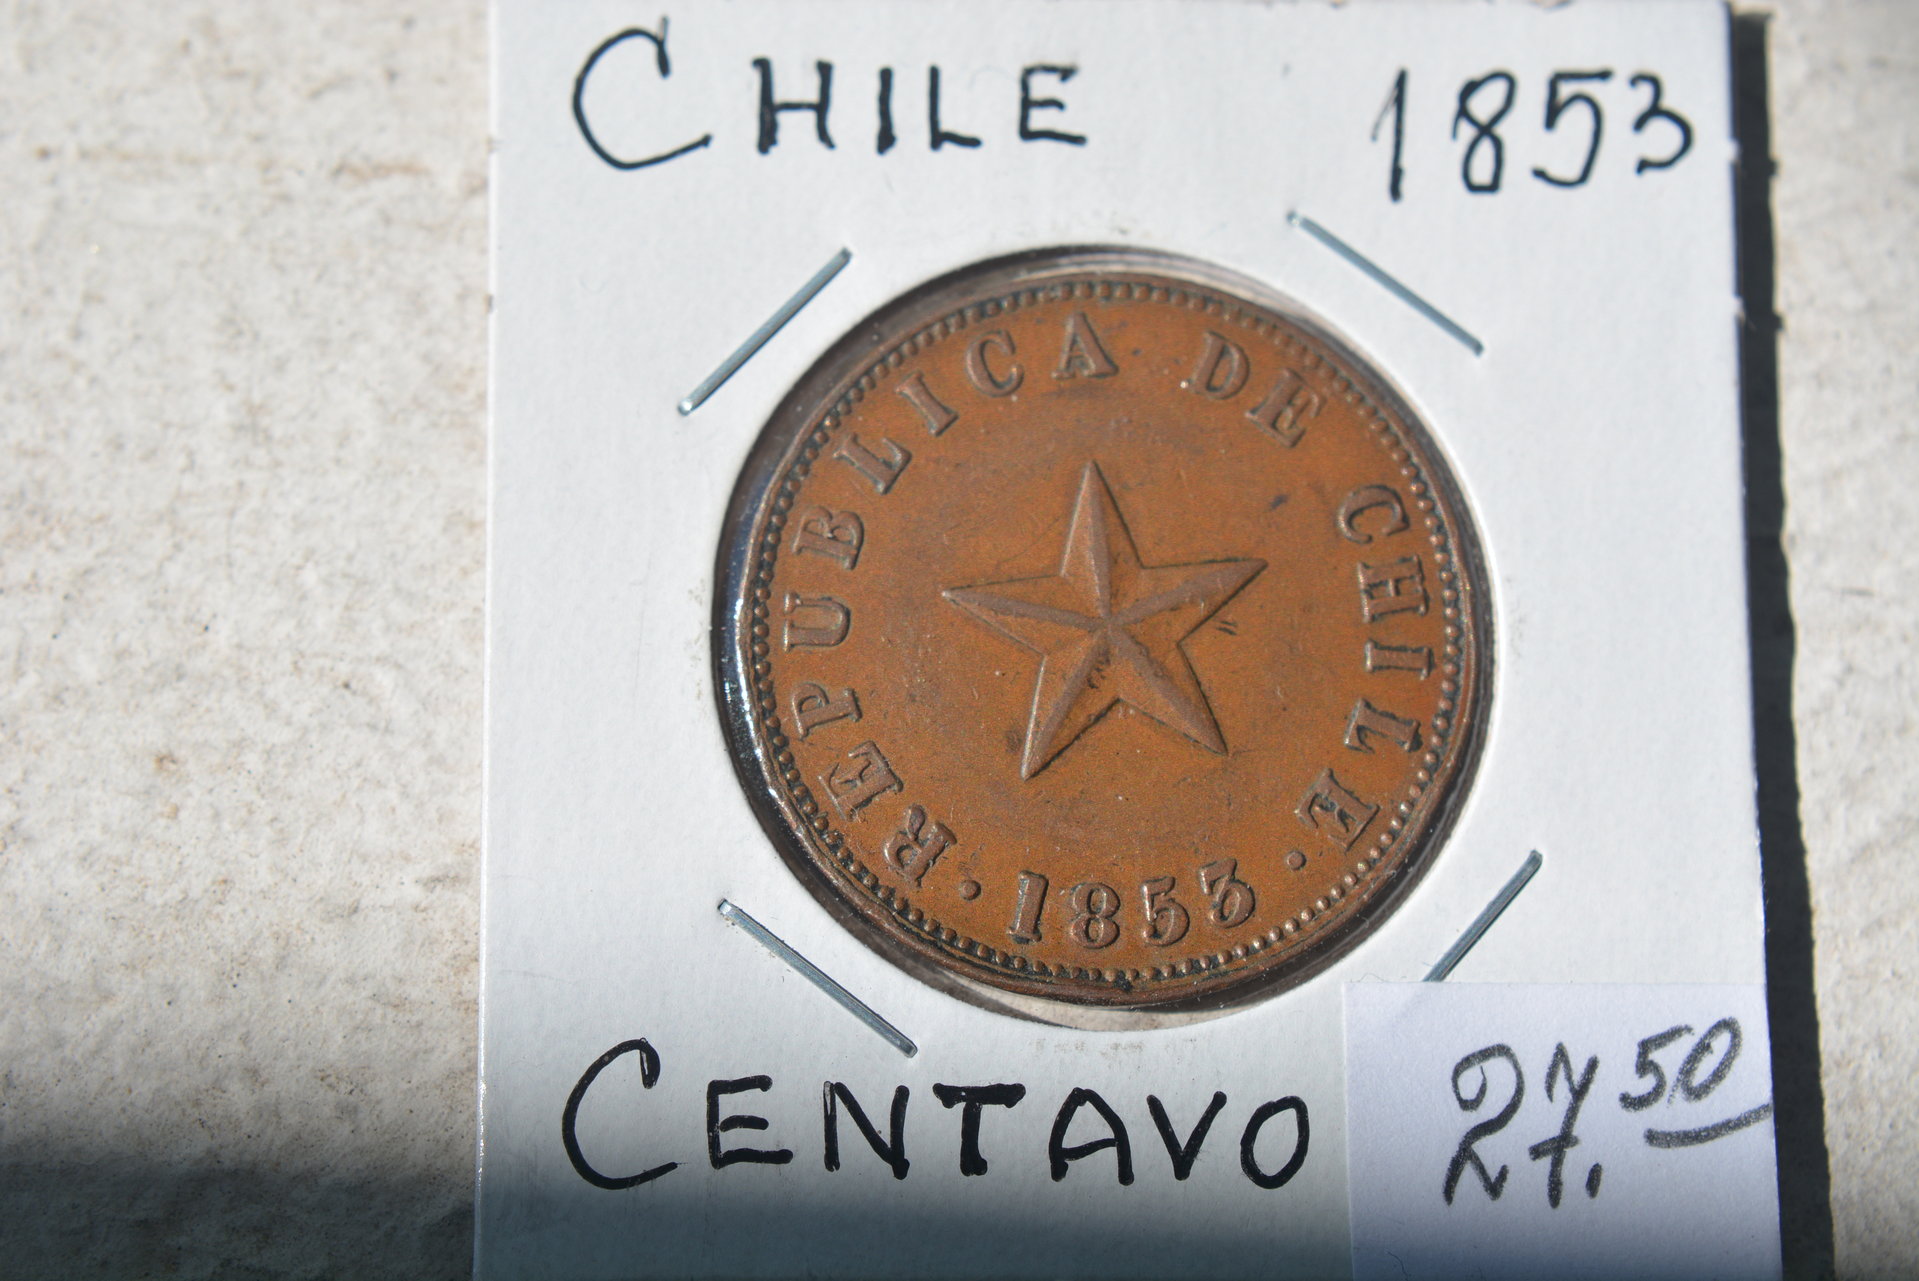 CHILE 1853
REPUBLICA DE CHILE
· 1853 ·
CENTAVO
27.50